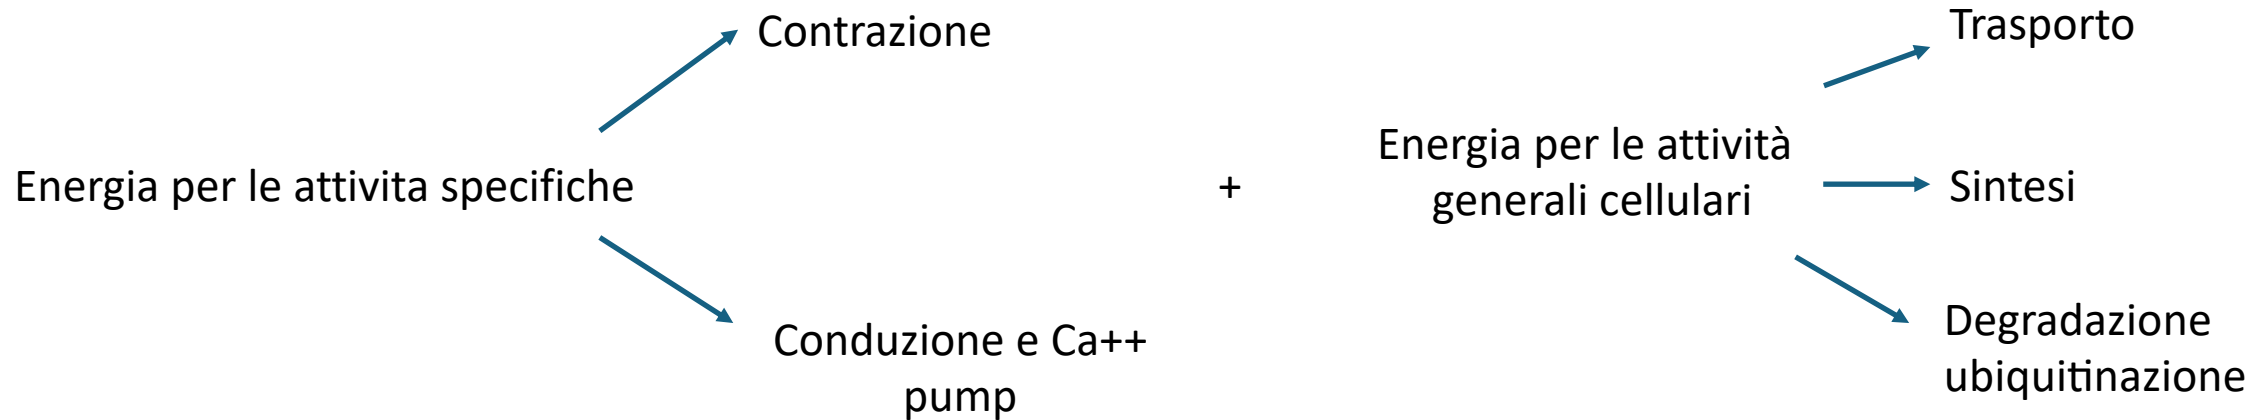 Energia per le attivita specifiche
Contrazione
Conduzione e Ca++
pump
+
Energia per le attività
generali cellulari
Trasporto
Sintesi
Degradazione
ubiquitinazione